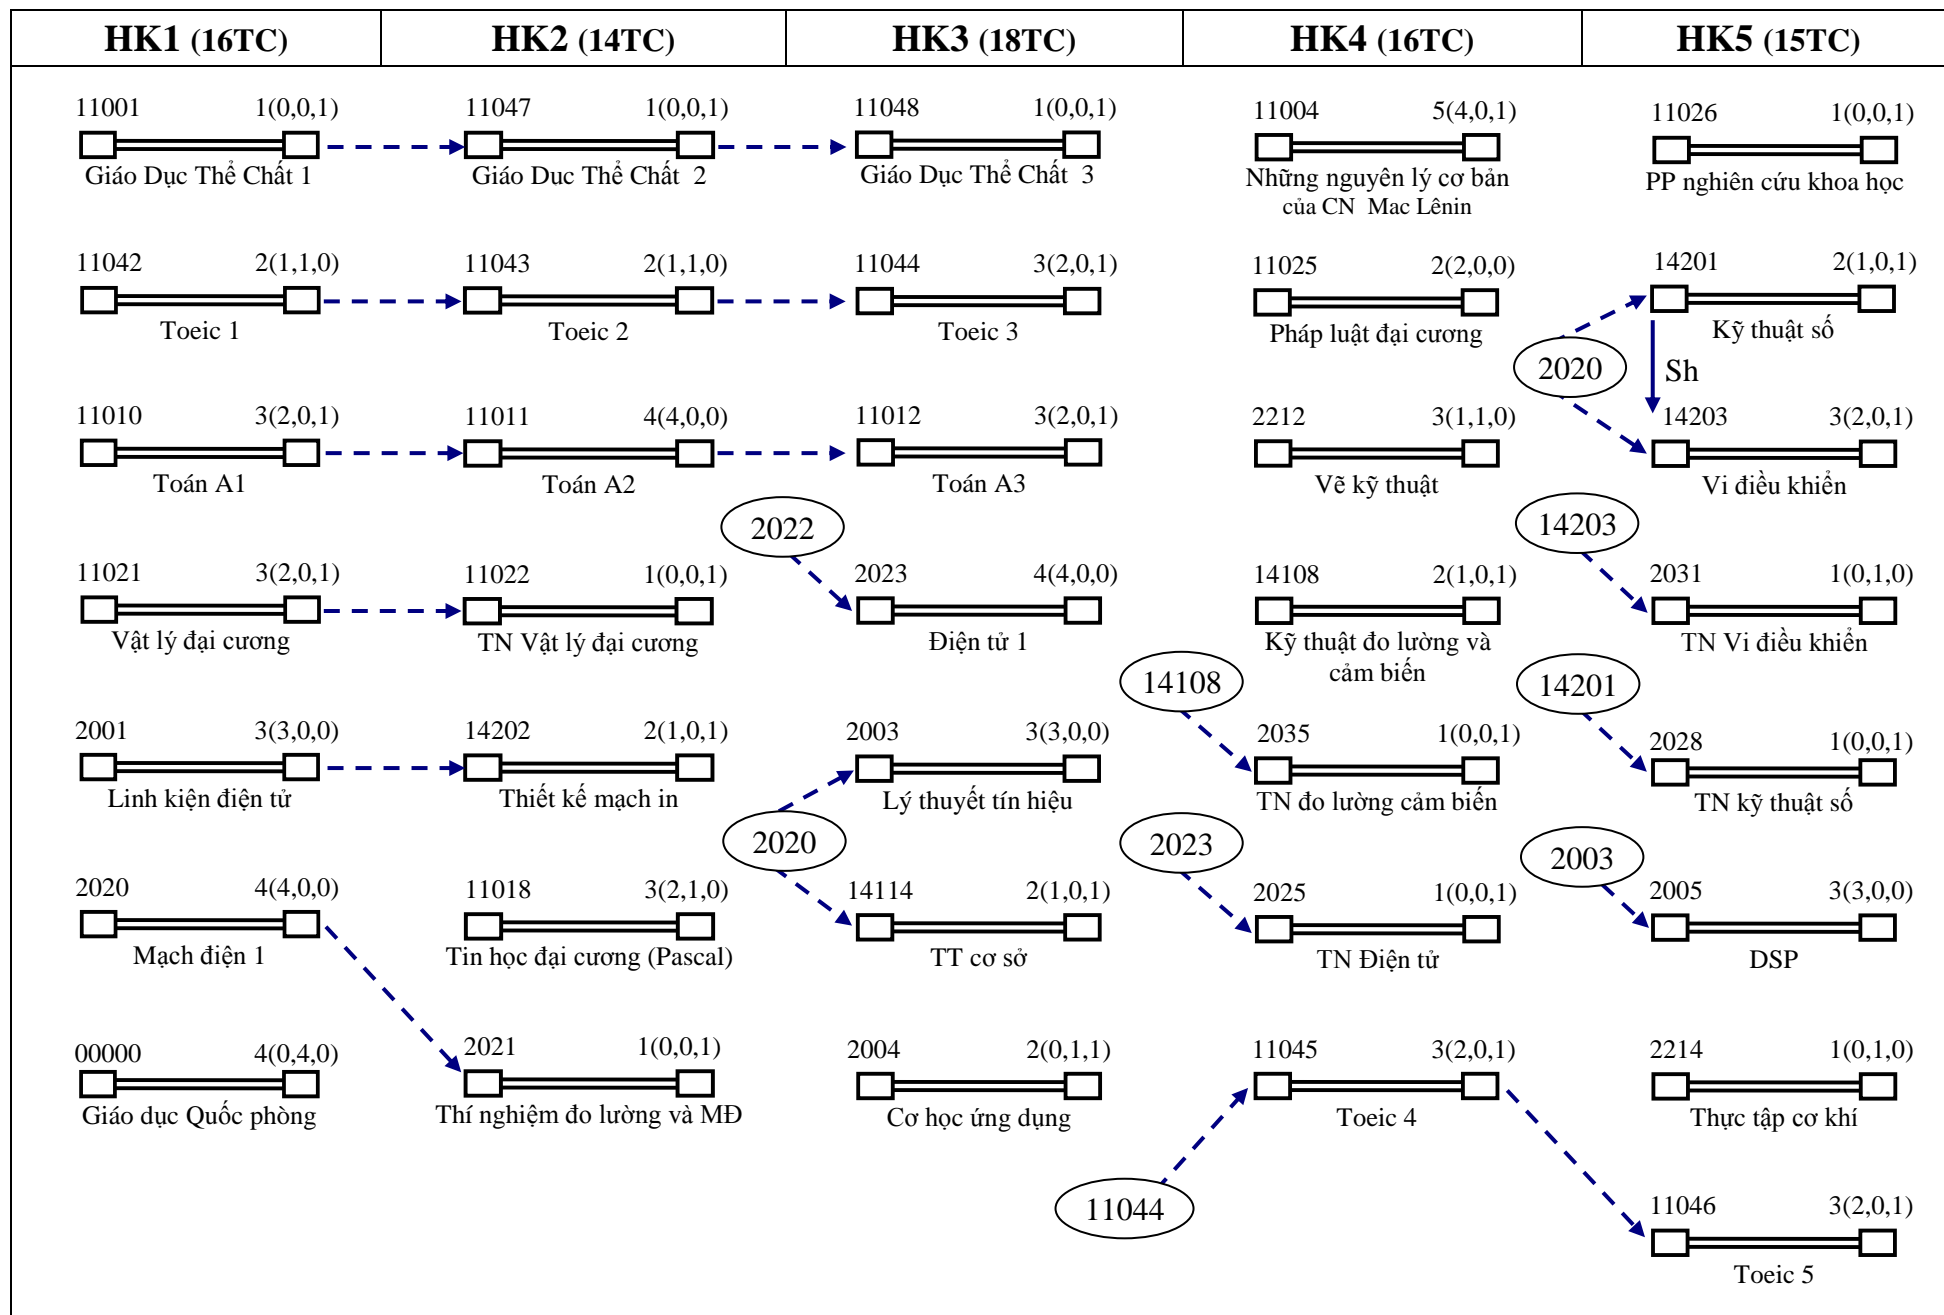 HK1 (16TC) HK2 (14TC) HK3 (18TC) HK4 (16TC) HK5 (15TC)
11001 1(0,0,1) 11047 1(0,0,1) 11048 1(0,0,1) 11004 5(4,0,1) 11026 1(0,0,1)
Giáo Dục Thể Chất 1 Giáo Duc Thể Chất 2 Giáo Dục Thể Chất 3 Những nguyên lý cơ bản PP nghiên cứu khoa học
của CN Mac Lênin
11042 2(1,1,0) 11043 2(1,1,0) 11044 3(2,0,1) 11025 2(2,0,0) 14201 2(1,0,1)
Toeic 1 Toeic 2 Toeic 3 Pháp luật đại cương Kỹ thuật số
2020 Sh
11010 3(2,0,1) 11011 4(4,0,0) 11012 3(2,0,1) 2212 3(1,1,0) 14203 3(2,0,1)
Toán A1 Toán A2 Toán A3 Vẽ kỹ thuật Vi điều khiển
2022 14203
11021 3(2,0,1) 11022 1(0,0,1) 2023 4(4,0,0) 14108 2(1,0,1) 2031 1(0,1,0)
Vật lý đại cương TN Vật lý đại cương Điện tử 1 Kỹ thuật đo lường và TN Vi điều khiển
cảm biến
14108 14201
2001 3(3,0,0) 14202 2(1,0,1) 2003 3(3,0,0) 2035 1(0,0,1) 2028 1(0,0,1)
Linh kiện điện tử Thiết kế mạch in Lý thuyết tín hiệu TN đo lường cảm biến TN kỹ thuật số
2020 2023 2003
2020 4(4,0,0) 11018 3(2,1,0) 14114 2(1,0,1) 2025 1(0,0,1) 2005 3(3,0,0)
Mạch điện 1 Tin học đại cương (Pascal) TT cơ sở TN Điện tử DSP
00000 4(0,4,0) 2021 1(0,0,1) 2004 2(0,1,1) 11045 3(2,0,1) 2214 1(0,1,0)
Giáo dục Quốc phòng Thí nghiệm đo lường và MĐ Cơ học ứng dụng Toeic 4 Thực tập cơ khí
11044 11046 3(2,0,1)
Toeic 5